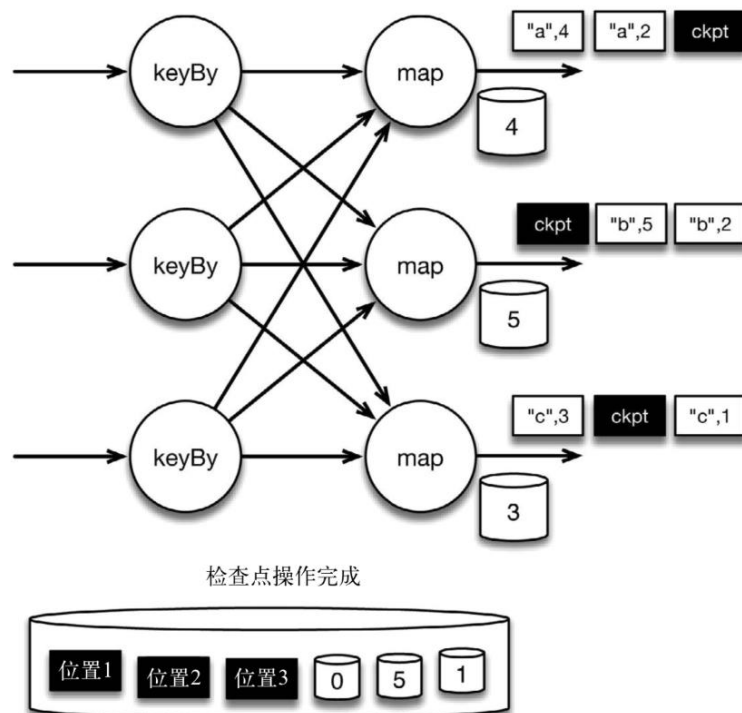 "a",4 "a",2 ckpt
keyBy map
4
ckpt "b",5 "b",2
keyBy map
5
"c",3 ckpt "c",1
keyBy map
3
检查点操作完成
位置1 位置2 位置3 0 5 1